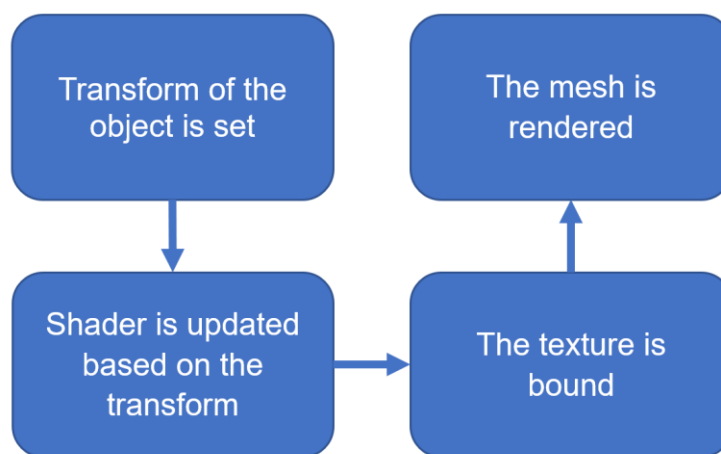 Transform of the
object is set
Shader is updated
based on the
transform
The texture is
bound
The mesh is
rendered